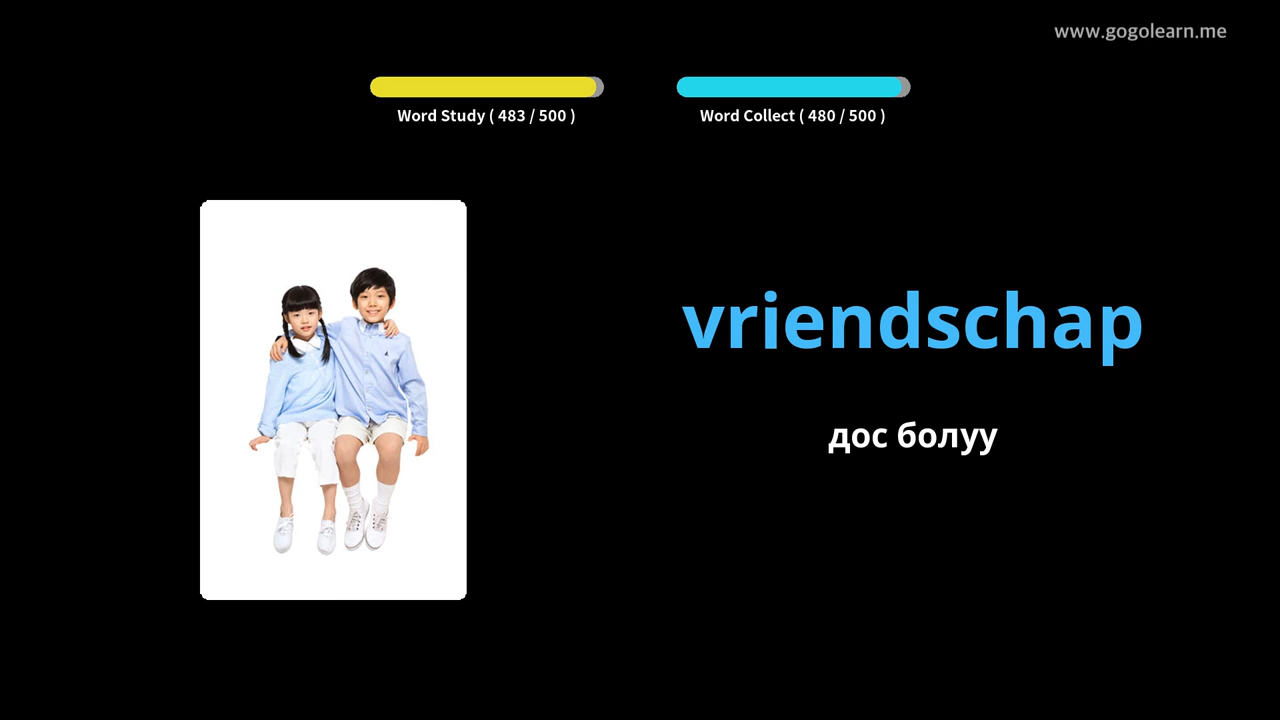 www.gogolearn.me
Word Study ( 483 / 500 )
Word Collect ( 480 / 500 )
vriendschap
дос болуу